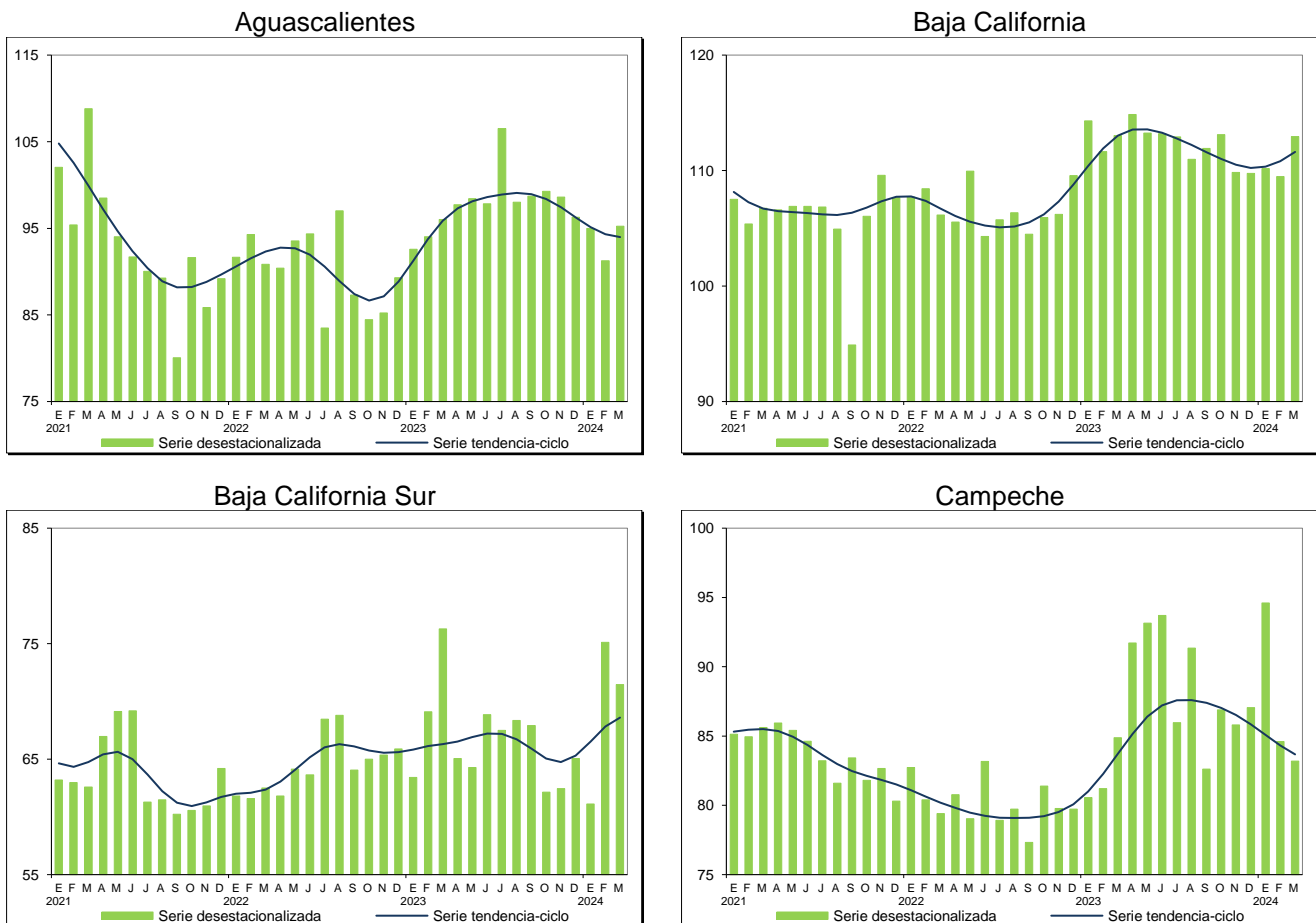 Aguascalientes
115
105
95
85
75
E F M A M J J A S O N D E F M A M J J A S O N D E F M A M J J A S O N D E F M
2021 2022 2023 2024
Serie desestacionalizada Serie tendencia-ciclo
Baja California
120
110
100
90
E F M A M J J A S O N D E F M A M J J A S O N D E F M A M J J A S O N D E F M
2021 2022 2023 2024
Serie desestacionalizada Serie tendencia-ciclo
Baja California Sur
85
75
65
55
E F M A M J J A S O N D E F M A M J J A S O N D E F M A M J J A S O N D E F M
2021 2022 2023 2024
Serie desestacionalizada Serie tendencia-ciclo
Campeche
100
95
90
85
80
75
E F M A M J J A S O N D E F M A M J J A S O N D E F M A M J J A S O N D E F M
2021 2022 2023 2024
Serie desestacionalizada Serie tendencia-ciclo